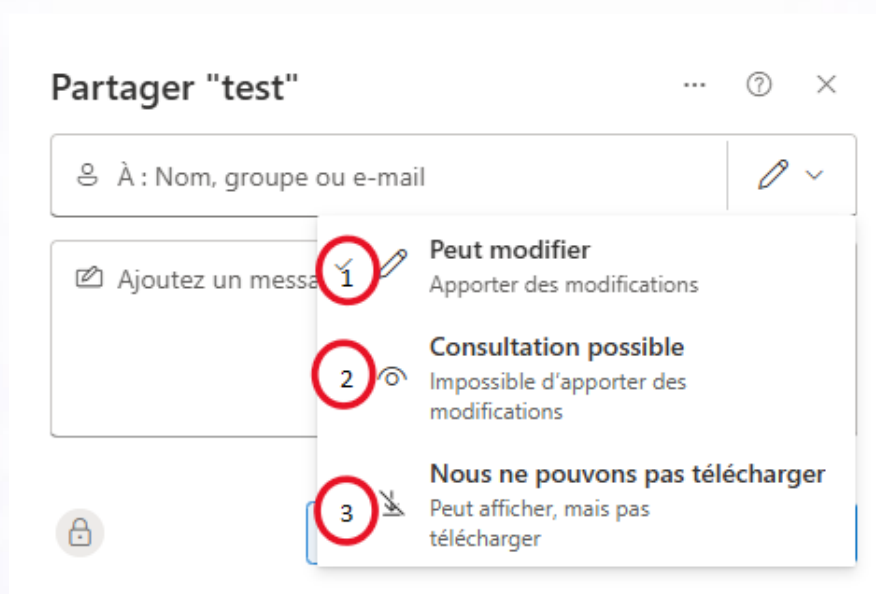 Partager "test"
À : Nom, groupe ou e-mail
Peut modifier
1
Apporter des modifications
Ajoutez un messa
Consultation possible
2
Impossible d'apporter des
modifications
Nous ne pouvons pas télécharger
3
Peut afficher, mais pas
télécharger